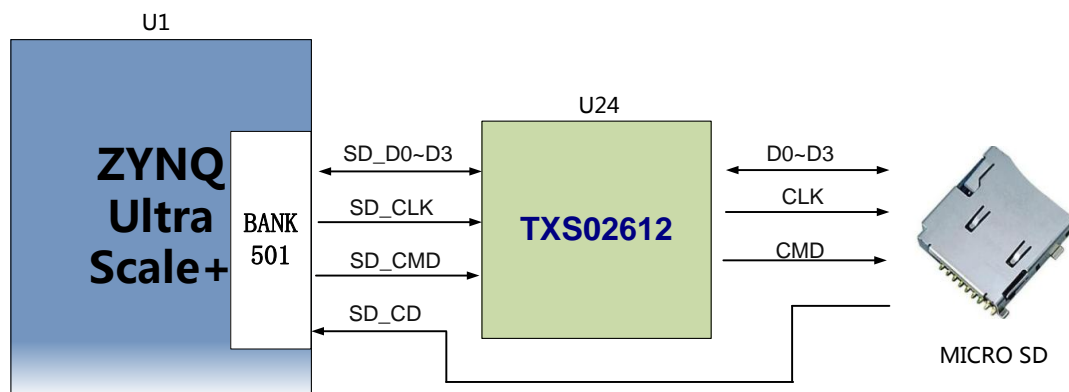 U1
U24
ZYNQ
Ultra
Scale+
BANK
501
SD_D0~D3
SD_CLK
SD_CMD
SD_CD
TXS02612
D0~D3
CLK
CMD
MICRO SD